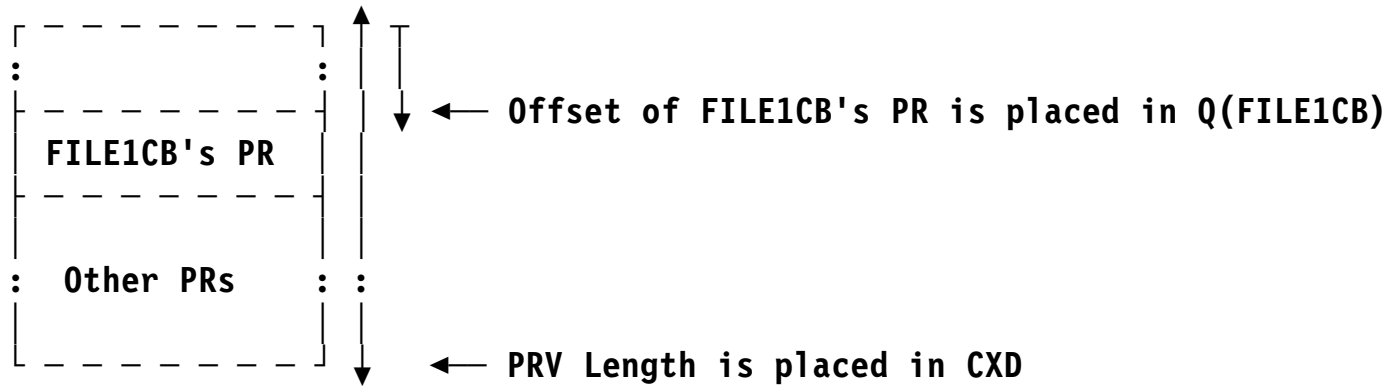 Offset of FILE1CB's PR is placed in Q(FILE1CB)
FILE1CB's PR
Other PRs
PRV Length is placed in CXD